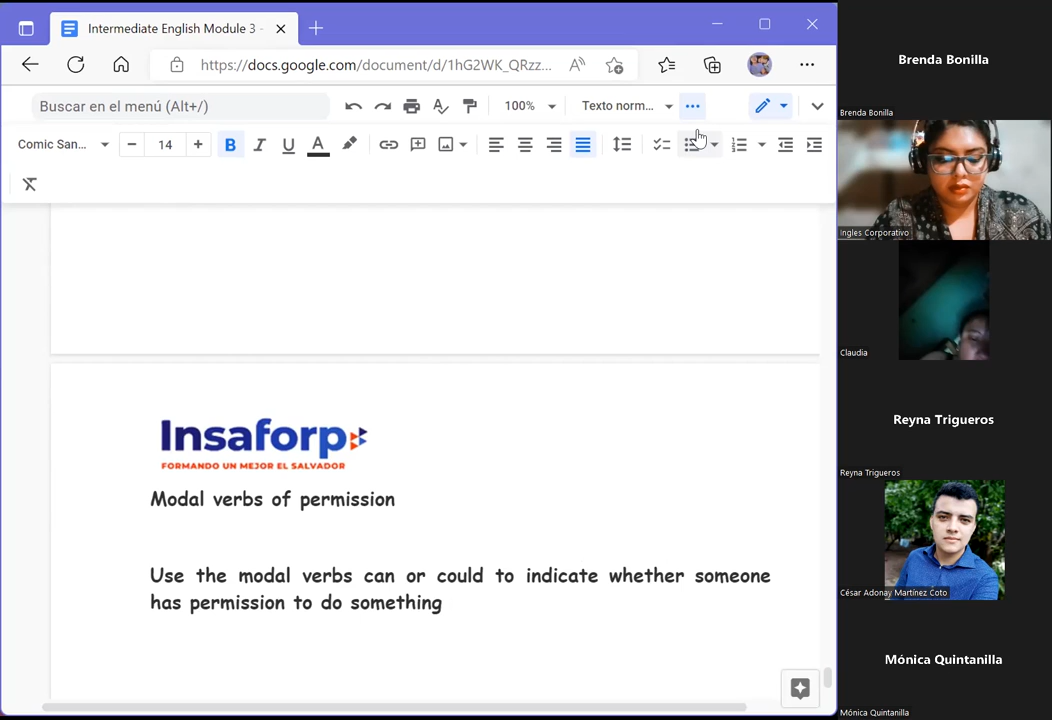 Intermediate English Module 3 -
https://docs.google.com/document/d/1hG2WK_QRzz...
Buscar en el menú (Alt+/)
100%
Texto norm...
Comic San...
14
B
I
U
A
Insaforp
FORMANDO UN MEJOR EL SALVADOR
Modal verbs of permission
Use the modal verbs can or could to indicate whether someone
has permission to do something
Brenda Bonilla
Brenda Bonilla
Ingles Corporativo
Claudia
Reyna Trigueros
Reyna Trigueros
César Adonay Martínez Coto
Mónica Quintanilla
Mónica Quintanilla